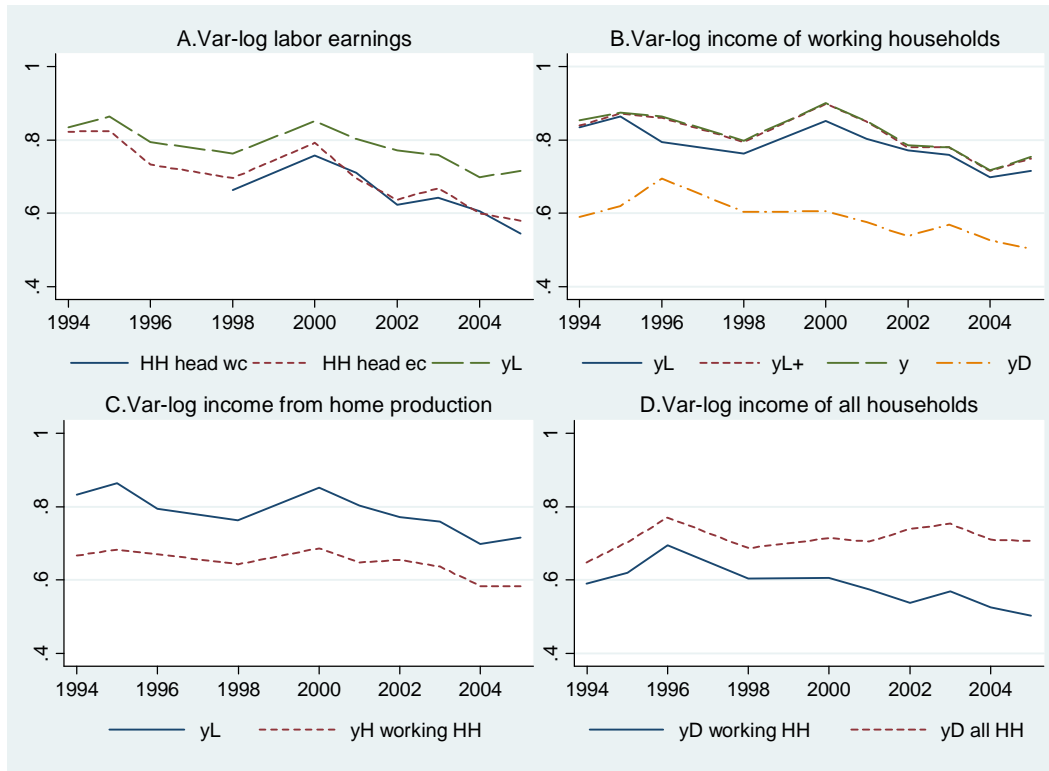 A.Var-log labor earnings
1
.8
.6
.4
1994 1996 1998 2000 2002 2004
HH head wc HH head ec yL
B.Var-log income of working households
1
.8
.6
.4
1994 1996 1998 2000 2002 2004
yL yL+ y yD
C.Var-log income from home production
1
.8
.6
.4
1994 1996 1998 2000 2002 2004
yL yH working HH
D.Var-log income of all households
1
.8
.6
.4
1994 1996 1998 2000 2002 2004
yD working HH yD all HH